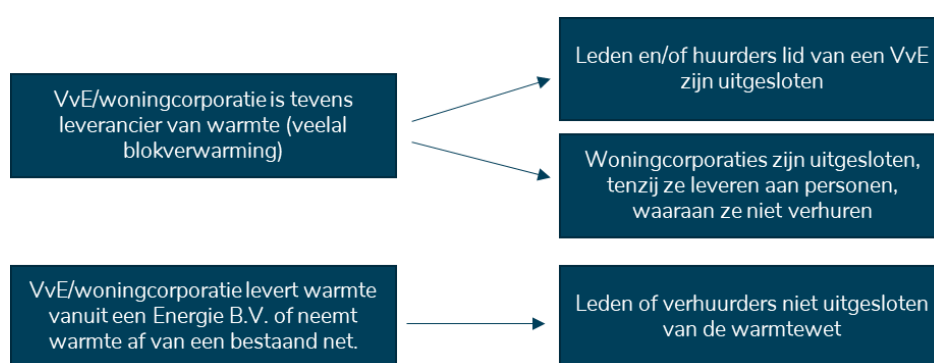 VvE/woningcorporatie is tevens
leverancier van warmte (veelal
blokverwarming)
Leden en/of huurders lid van een VvE
zijn uitgesloten
Woningcorporaties zijn uitgesloten,
tenzij ze leveren aan personen,
waaraan ze niet verhuren
VvE/woningcorporatie levert warmte
vanuit een Energie B.V. of neemt
warmte af van een bestaand net.
Leden of verhuurders niet uitgesloten
van de warmtewet